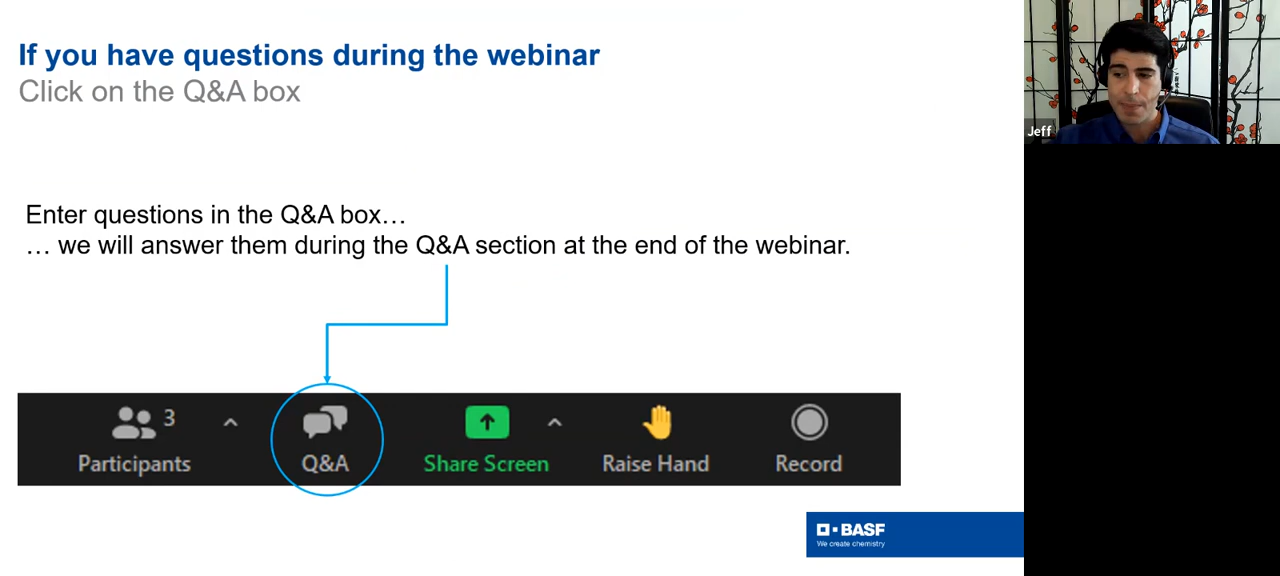 If you have questions during the webinar
Click on the Q&A box
Jeff
Enter questions in the Q&A box…
… we will answer them during the Q&A section at the end of the webinar.
3
Participants
Q&A
Share Screen
Raise Hand
Record
BASF
We create chemistry